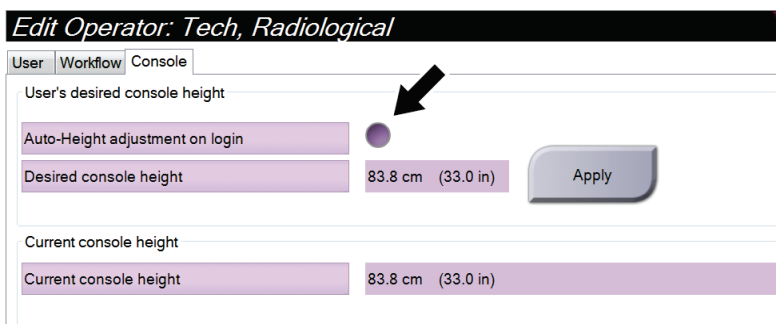 Edit Operator: Tech, Radiological
User Workflow Console
User's desired console height
Auto-Height adjustment on login
Desired console height 83.8 cm (33.0 in) Apply
Current console height
Current console height 83.8 cm (33.0 in)